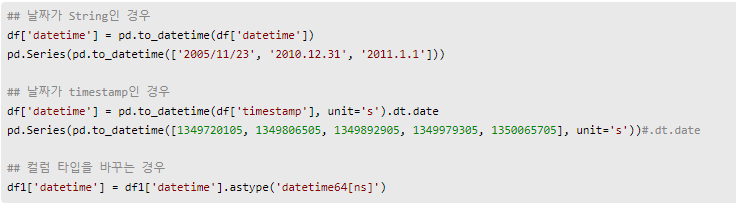 ## 날짜가 String인 경우
df['datetime'] = pd.to_datetime(df['datetime'])
pd.Series(pd.to_datetime(['2005/11/23', '2010.12.31', '2011.1.1']))
## 날짜가 timestamp인 경우
df['datetime'] = pd.to_datetime(df['timestamp'], unit='s').dt.date
pd.Series(pd.to_datetime([1349720105, 1349806505, 1349892905, 1349979305, 1350065705], unit='s'))#.dt.date
## 컬럼 타입을 바꾸는 경우
df1['datetime'] = df1['datetime'].astype('datetime64[ns]')